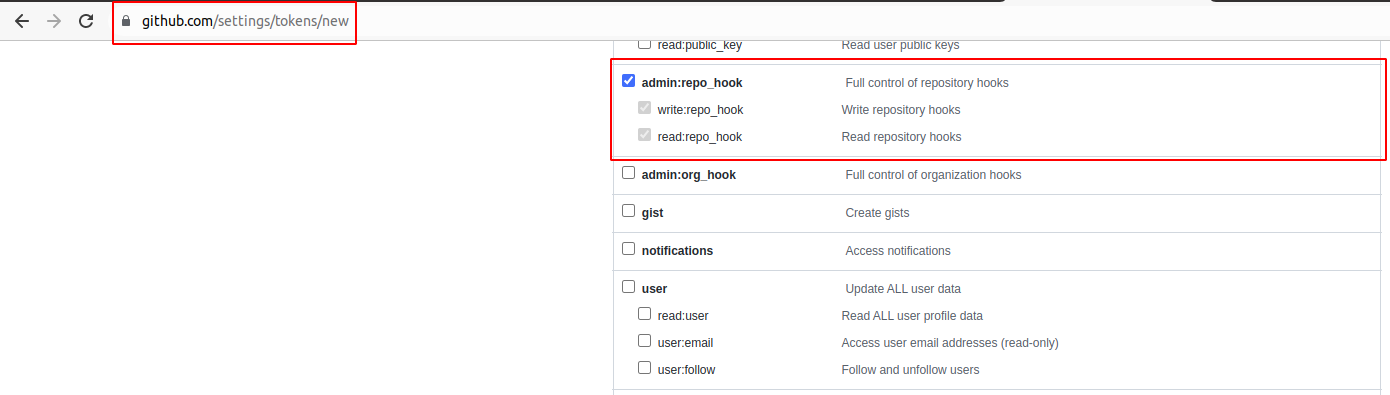 github.com/settings/tokens/new
read:public_key Read user public keys
admin:repo_hook Full control of repository hooks
write:repo_hook Write repository hooks
read:repo_hook Read repository hooks
admin:org_hook Full control of organization hooks
gist Create gists
notifications Access notifications
user Update ALL user data
read:user Read ALL user profile data
user:email Access user email addresses (read-only)
user:follow Follow and unfollow users